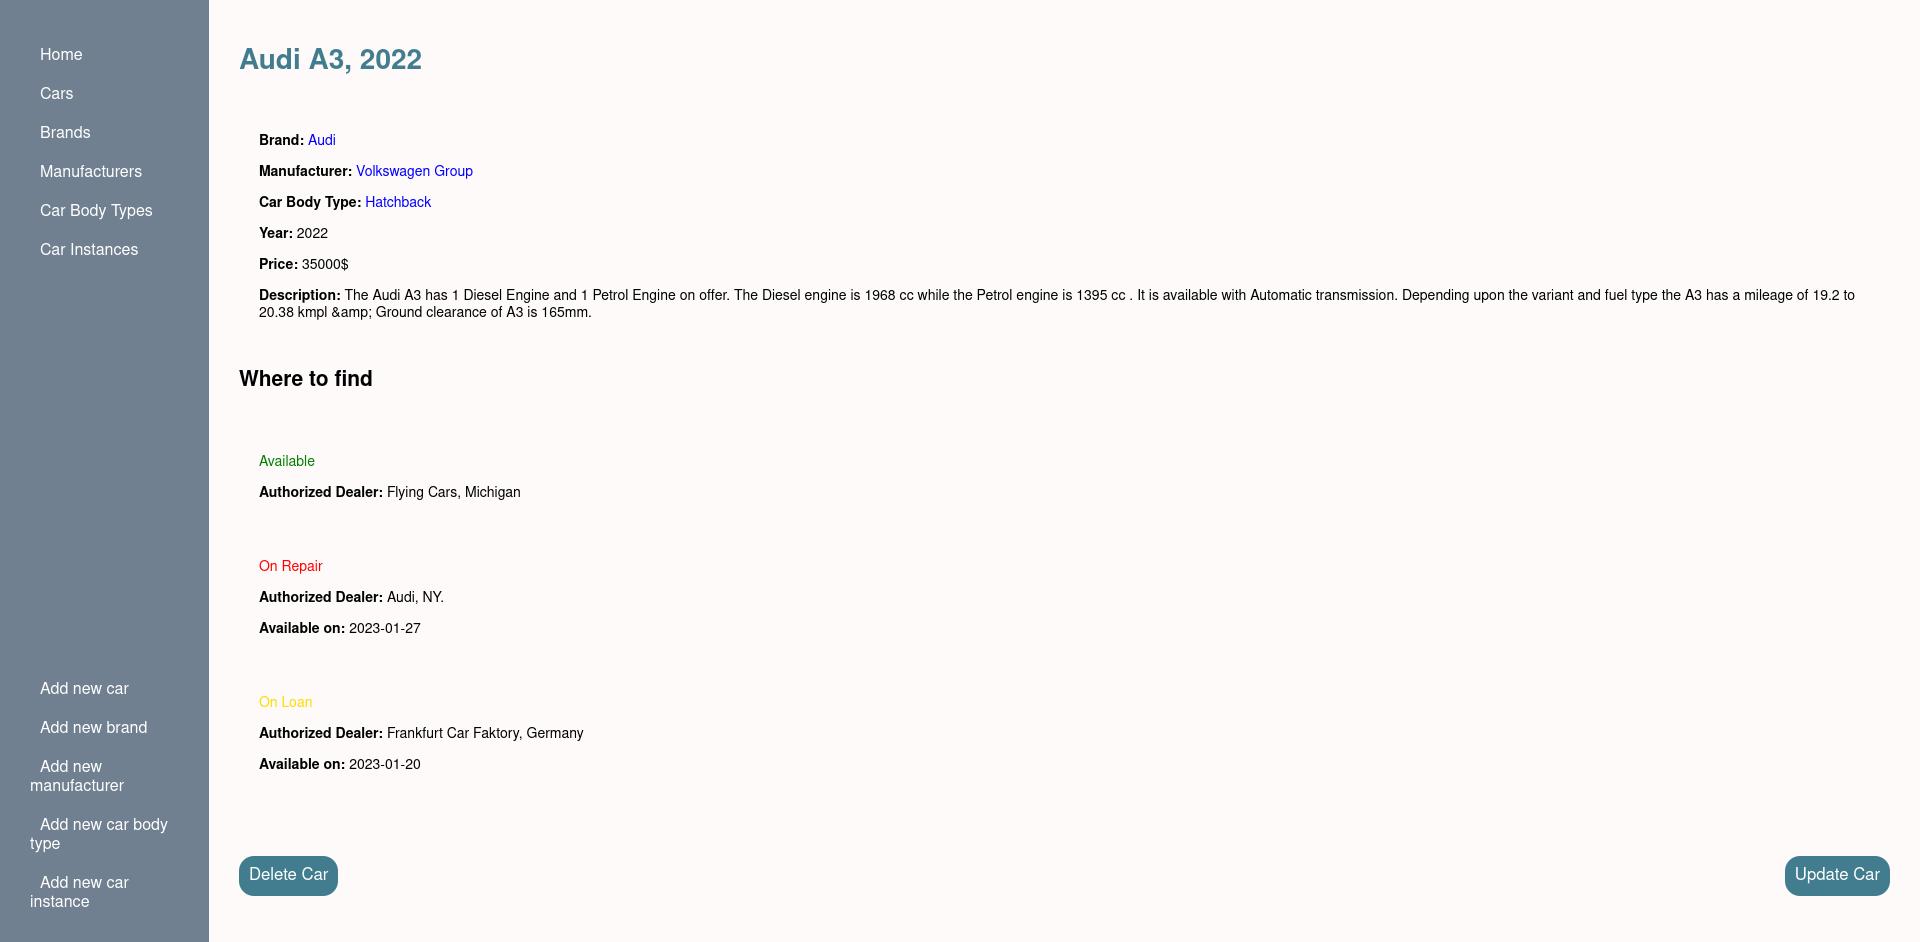 Home
Cars
Brands
Manufacturers
Car Body Types
Car Instances
Add new car
Add new brand
Add new
manufacturer
Add new car body
type
Add new car
instance
Audi A3, 2022
Brand: Audi
Manufacturer: Volkswagen Group
Car Body Type: Hatchback
Year: 2022
Price: 35000$
Description: The Audi A3 has 1 Diesel Engine and 1 Petrol Engine on offer. The Diesel engine is 1968 cc while the Petrol engine is 1395 cc . It is available with Automatic transmission. Depending upon the variant and fuel type the A3 has a mileage of 19.2 to
20.38 kmpl &amp; Ground clearance of A3 is 165mm.
Where to find
Available
Authorized Dealer: Flying Cars, Michigan
On Repair
Authorized Dealer: Audi, NY.
Available on: 2023-01-27
On Loan
Authorized Dealer: Frankfurt Car Faktory, Germany
Available on: 2023-01-20
Delete Car
Update Car